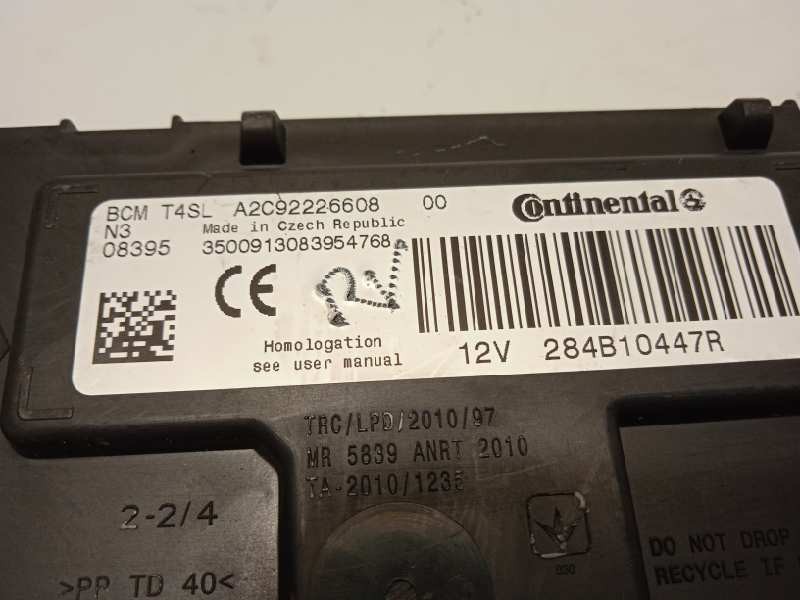 BCM T4SL A2C92226608 00 Continental
N3 Made in Czech Republic
08395 3500913083954768
CE
Homologation
see user manual
12V 284B10447R
TRC/LPD/2010/97
MR 5839 ANRT 2010
TA-2010/1235
2-2/4
>PP TD 40<
030
DO NOT DROP
RECYCLE IF